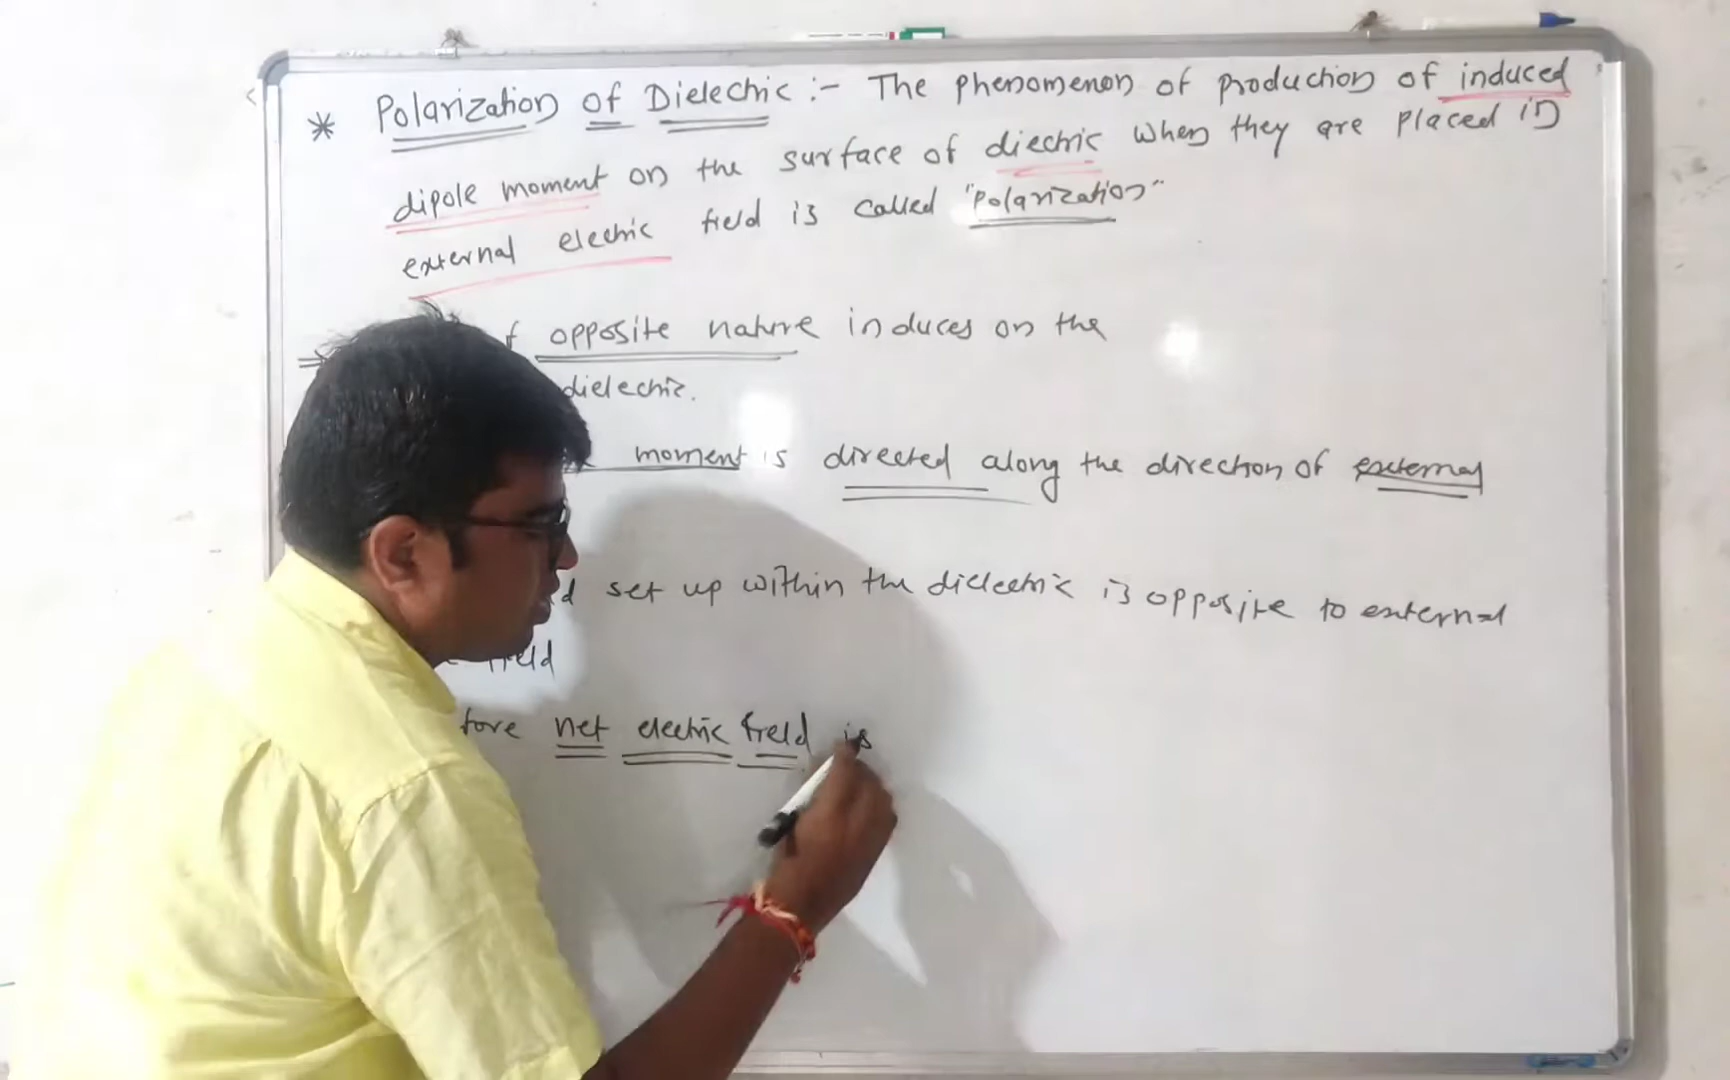 * Polarization of Dielectric :- The phenomenon of production of induced
dipole moment on the surface of diectric when they are placed in
external electric field is called "Polarization"
⇒ opposite nature induces on the
dielectric.
moment is directed along the direction of external
set up within the dielectric is opposite to external
field
fore net electric field is